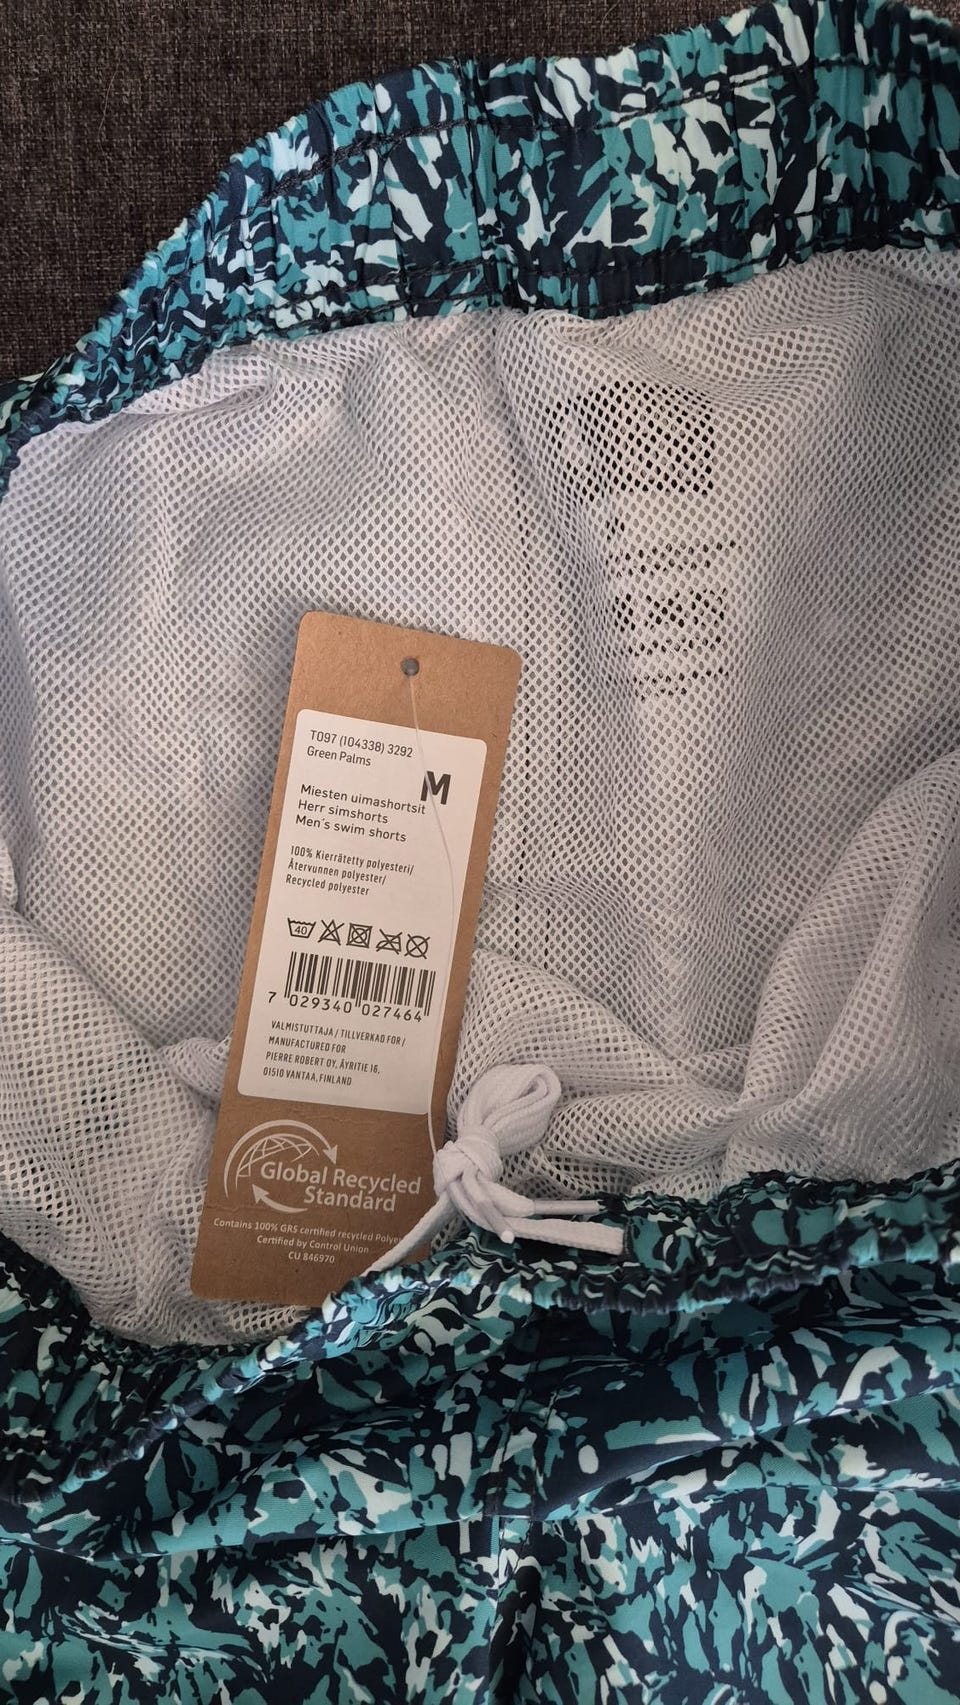 T097 (104338) 3292
Green Palms
M
Miesten uimashortsit
Herr simshorts
Men´s swim shorts
100% Kierrätetty polyesteri/
Återvunnen polyester/
Recycled polyester
40
7 029340 027464
VALMISTUTTAJA / TILLVERKAD FOR /
MANUFACTURED FOR
PIERRE ROBERT OY, ÄYRITIE 16,
01510 VANTAA, FINLAND
Global Recycled
Standard
Contains 100% GRS certified recycled
Certified by Control Union
CU 846970